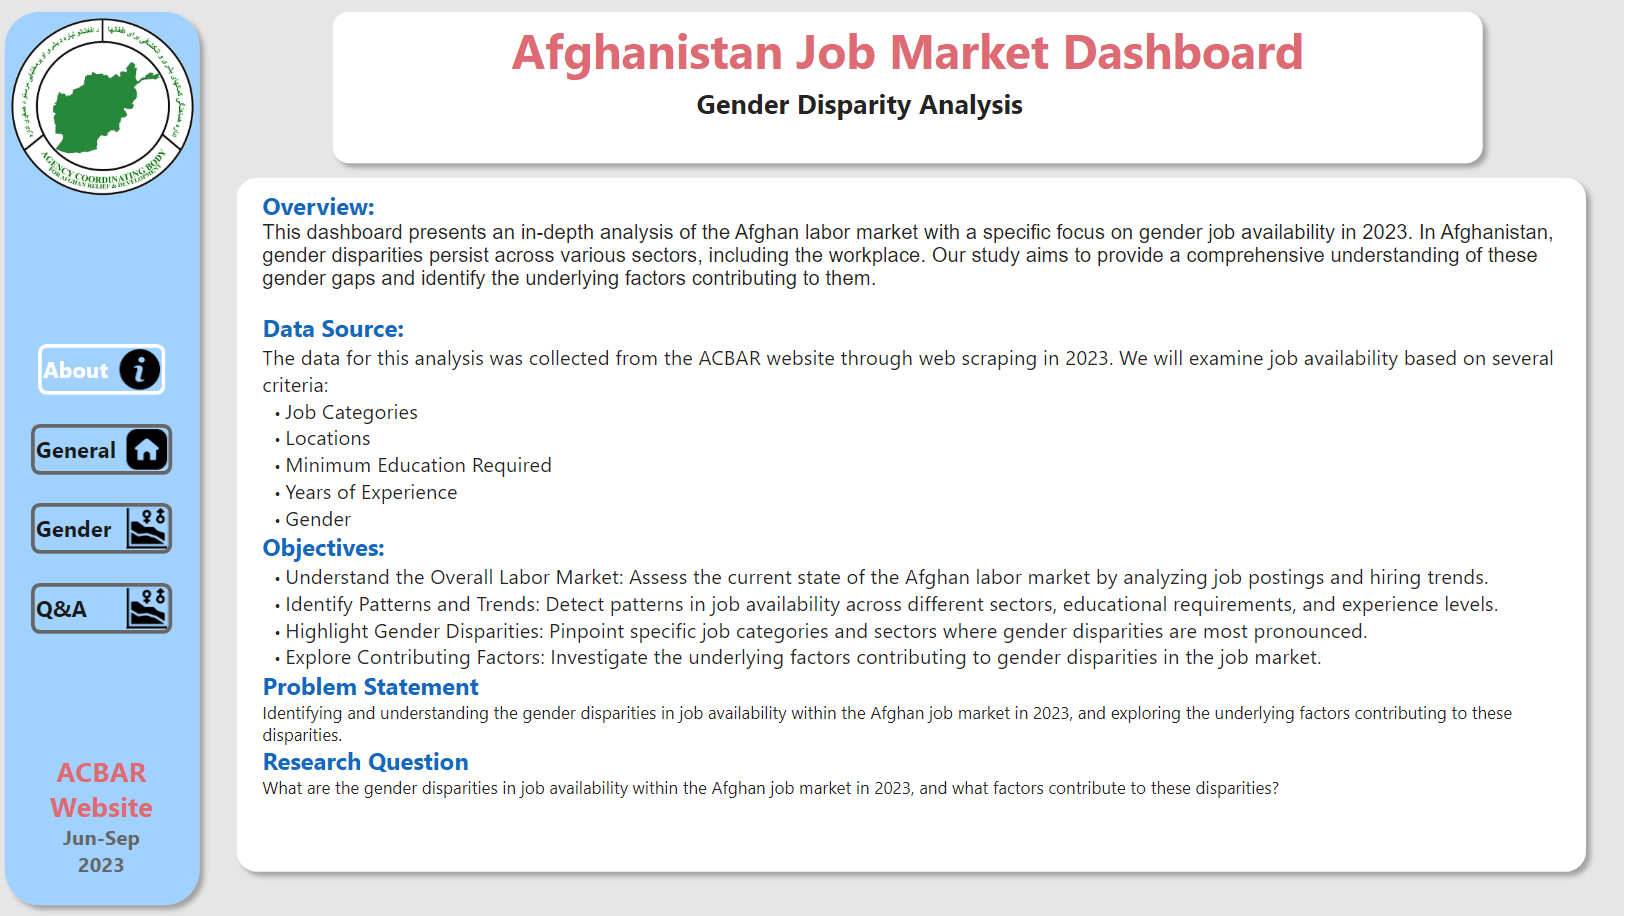 AGENCY COORDINATING BODY
FOR AFGHAN RELIEF & DEVELOPMENT
About
General
Gender
Q&A
ACBAR
Website
Jun-Sep
2023
Afghanistan Job Market Dashboard
Gender Disparity Analysis
Overview:
This dashboard presents an in-depth analysis of the Afghan labor market with a specific focus on gender job availability in 2023. In Afghanistan,
gender disparities persist across various sectors, including the workplace. Our study aims to provide a comprehensive understanding of these
gender gaps and identify the underlying factors contributing to them.
Data Source:
The data for this analysis was collected from the ACBAR website through web scraping in 2023. We will examine job availability based on several
criteria:
• Job Categories
• Locations
• Minimum Education Required
• Years of Experience
• Gender
Objectives:
• Understand the Overall Labor Market: Assess the current state of the Afghan labor market by analyzing job postings and hiring trends.
• Identify Patterns and Trends: Detect patterns in job availability across different sectors, educational requirements, and experience levels.
• Highlight Gender Disparities: Pinpoint specific job categories and sectors where gender disparities are most pronounced.
• Explore Contributing Factors: Investigate the underlying factors contributing to gender disparities in the job market.
Problem Statement
Identifying and understanding the gender disparities in job availability within the Afghan job market in 2023, and exploring the underlying factors contributing to these
disparities.
Research Question
What are the gender disparities in job availability within the Afghan job market in 2023, and what factors contribute to these disparities?